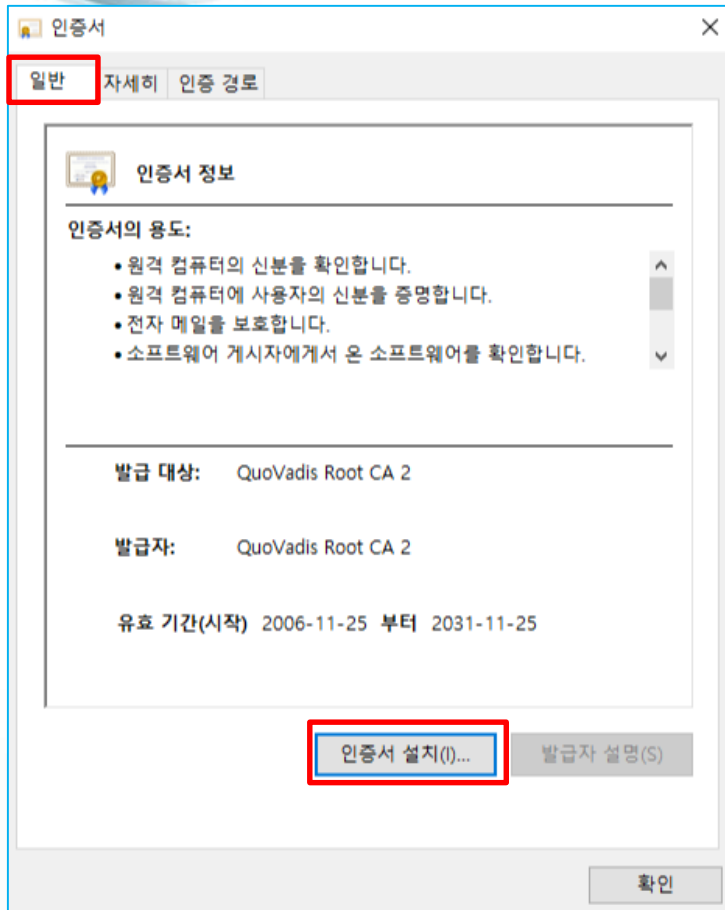 인증서
일반 자세히 인증 경로
인증서 정보
인증서의 용도:
• 원격 컴퓨터의 신분을 확인합니다.
• 원격 컴퓨터에 사용자의 신분을 증명합니다.
• 전자 메일을 보호합니다.
• 소프트웨어 게시자에게서 온 소프트웨어를 확인합니다.
발급 대상: QuoVadis Root CA 2
발급자: QuoVadis Root CA 2
유효 기간(시작) 2006-11-25 부터 2031-11-25
인증서 설치(I)... 발급자 설명(S)
확인